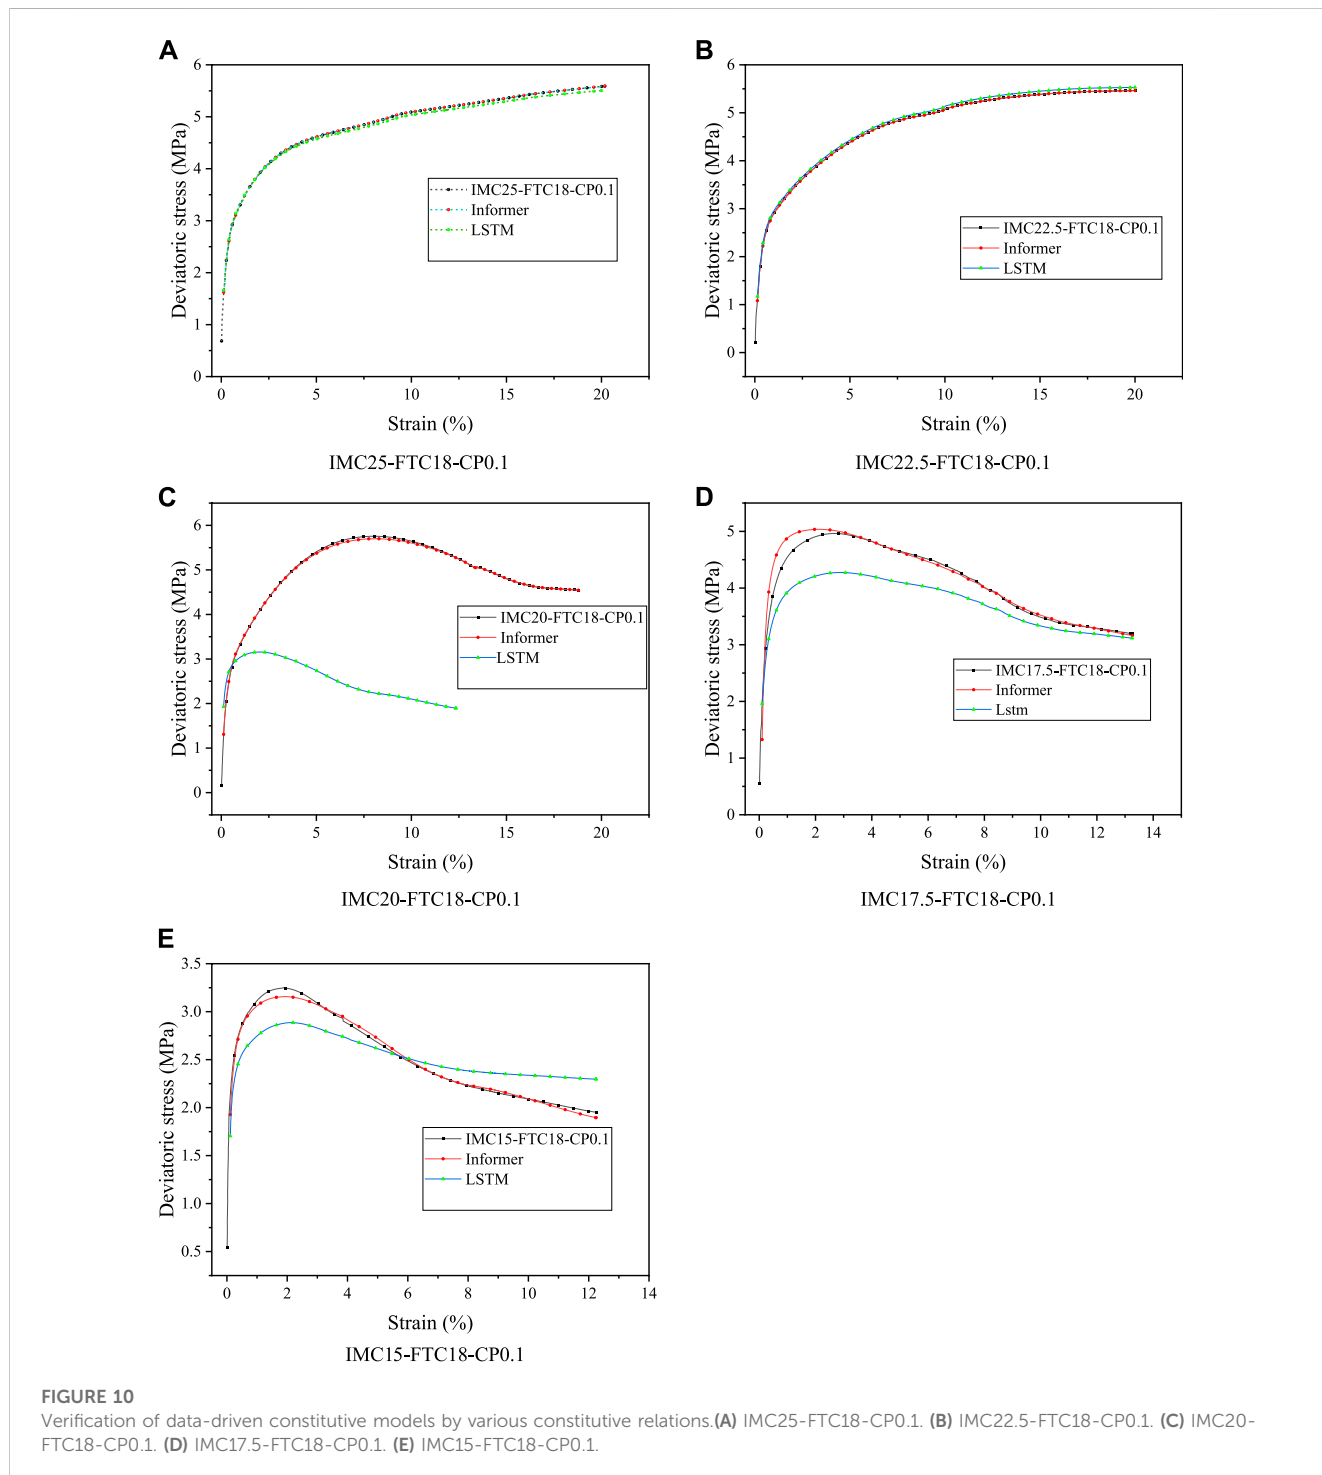 A
Deviatoric stress (MPa)
6
5
4
3
2
1
0
IMC25-FTC18-CP0.1
Informer
LSTM
0 5 10 15 20
Strain (%)
IMC25-FTC18-CP0.1
B
Deviatoric stress (MPa)
6
5
4
3
2
1
0
IMC22.5-FTC18-CP0.1
Informer
LSTM
0 5 10 15 20
Strain (%)
IMC22.5-FTC18-CP0.1
C
Deviatoric stress (MPa)
6
5
4
3
2
1
0
IMC20-FTC18-CP0.1
Informer
LSTM
0 5 10 15 20
Strain (%)
IMC20-FTC18-CP0.1
D
Deviatoric stress (MPa)
5
4
3
2
1
0
IMC17.5-FTC18-CP0.1
Informer
Lstm
0 2 4 6 8 10 12 14
Strain (%)
IMC17.5-FTC18-CP0.1
E
Deviatoric stress (MPa)
3.5
3.0
2.5
2.0
1.5
1.0
0.5
IMC15-FTC18-CP0.1
Informer
LSTM
0 2 4 6 8 10 12 14
Strain (%)
IMC15-FTC18-CP0.1
FIGURE 10
Verification of data-driven constitutive models by various constitutive relations.(A) IMC25-FTC18-CP0.1. (B) IMC22.5-FTC18-CP0.1. (C) IMC20-
FTC18-CP0.1. (D) IMC17.5-FTC18-CP0.1. (E) IMC15-FTC18-CP0.1.